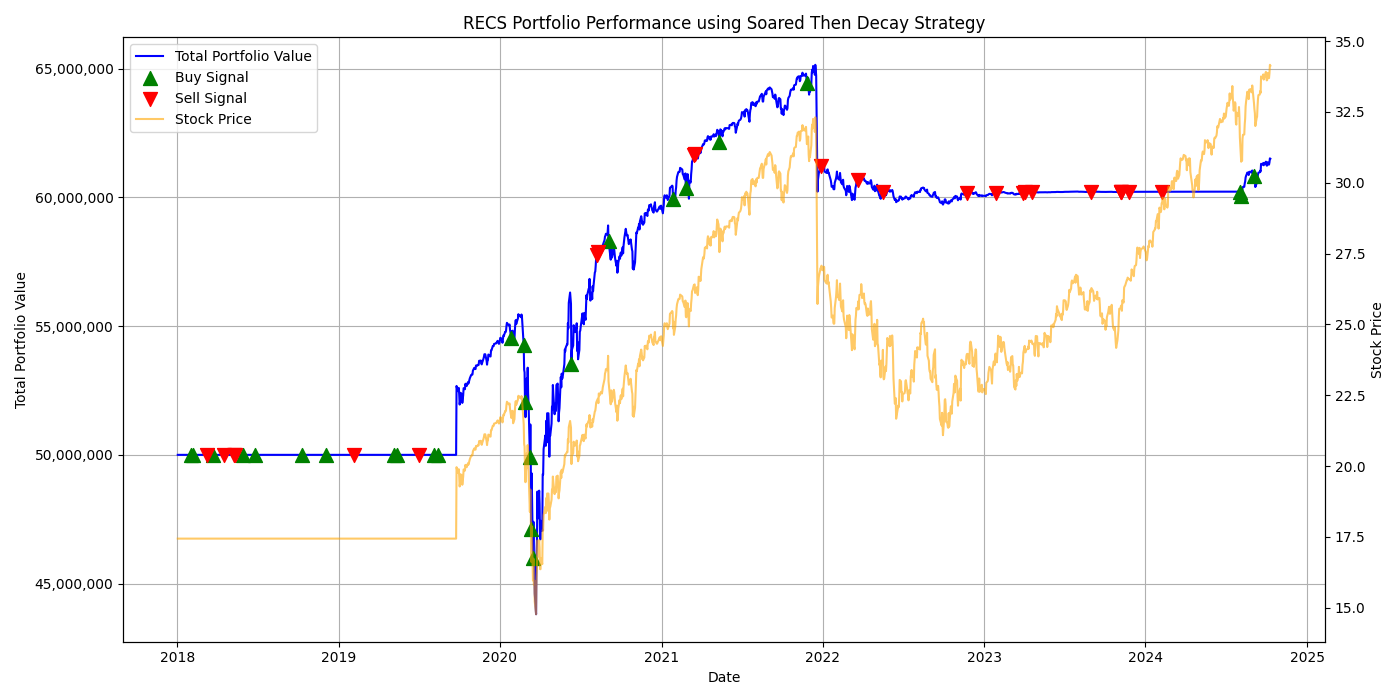 RECS Portfolio Performance using Soared Then Decay Strategy
Total Portfolio Value
Buy Signal
Sell Signal
Stock Price
65,000,000
60,000,000
55,000,000
50,000,000
45,000,000
Total Portfolio Value
35.0
32.5
30.0
27.5
25.0
22.5
20.0
17.5
15.0
Stock Price
2018
2019
2020
2021
2022
2023
2024
2025
Date